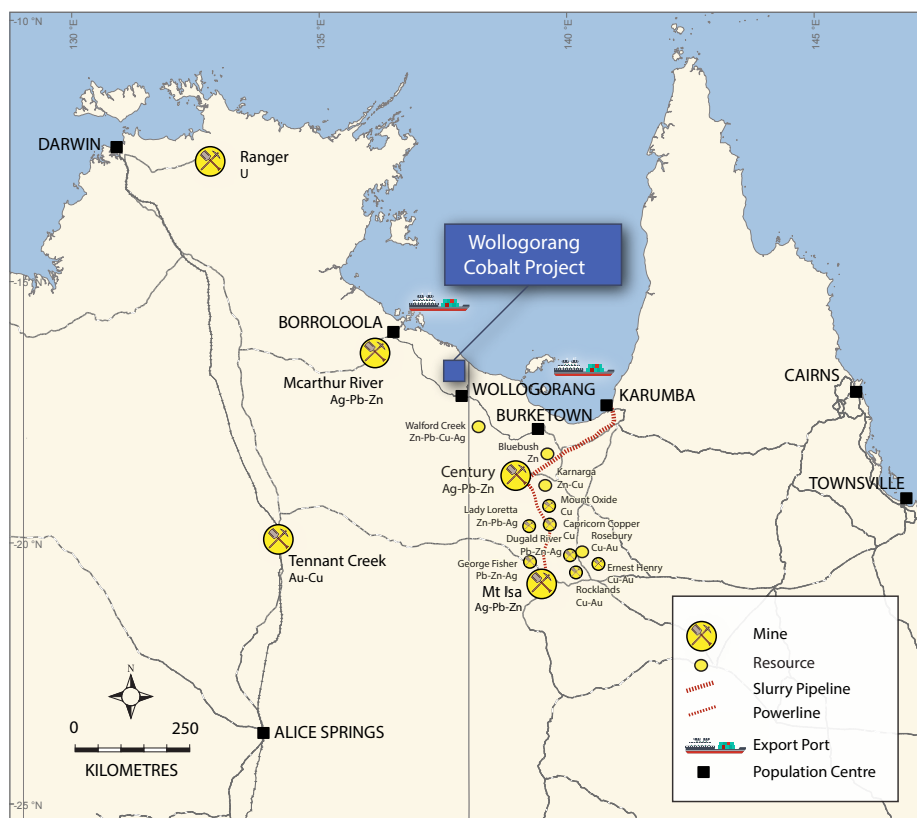 130 °E
135 °E
140 °E
145 °E
-10 °N
DARWIN
Ranger
U
Wollogorang
Cobalt Project
-15 °N
BORROLOOLA
Mcarthur River
Ag-Pb-Zn
WOLLOGORANG
KARUMBA
CAIRNS
BURKETOWN
Walford Creek
Zn-Pb-Cu-Ag
Bluebush
Zn
Century
Ag-Pb-Zn
Karnarga
Zn-Cu
TOWNSVILLE
Mount Oxide
Cu
Lady Loretta
Zn-Pb-Ag
Capricorn Copper
Cu
Dugald River
Pb-Zn-Ag
Rosebury
Cu-Au
-20 °N
Tennant Creek
Au-Cu
George Fisher
Pb-Zn-Ag
Ernest Henry
Cu-Au
Mt Isa
Ag-Pb-Zn
Rocklands
Cu-Au
N
0
250
KILOMETRES
ALICE SPRINGS
Mine
Resource
Slurry Pipeline
Powerline
Export Port
Population Centre
-25 °N